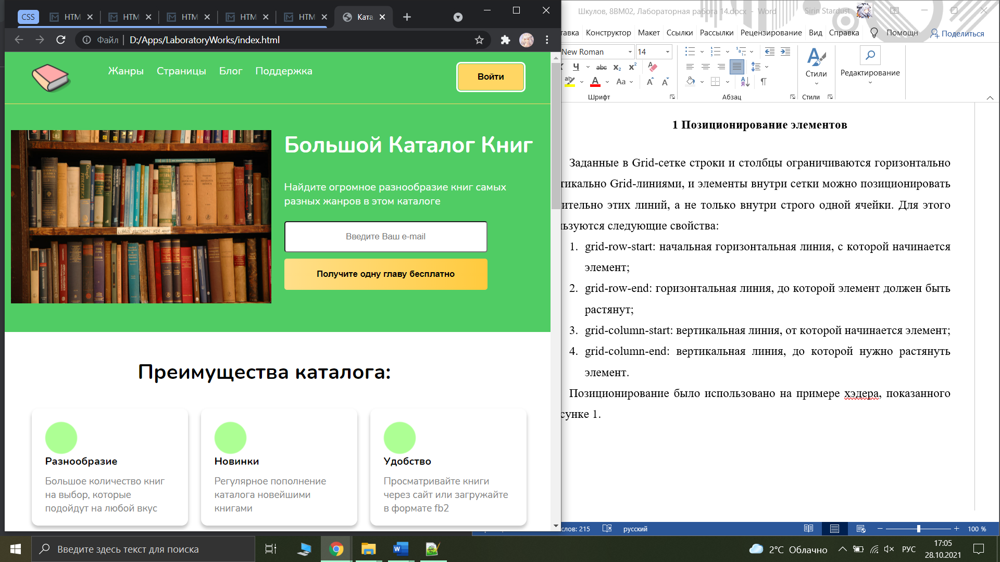 CSS
HTM
HTM
HTM
HTM
HTM
Ката
Файл
D:/Apps/LaboratoryWorks/index.html
Жанры
Страницы
Блог
Поддержка
Войти
Большой Каталог Книг
Найдите огромное разнообразие книг самых
разных жанров в этом каталоге
Введите Ваш e-mail
Получите одну главу бесплатно
Преимущества каталога:
Разнообразие
Большое количество книг
на выбор, которые
подойдут на любой вкус
Новинки
Регулярное пополнение
каталога новейшими
книгами
Удобство
Просматривайте книги
через сайт или загружайте
в формате fb2
Шкулов, 8ВМ02, Лабораторная работа 14.docx - Word
Sirin Stardust
тавка
Конструктор
Макет
Ссылки
Рассылки
Рецензирование
Вид
Справка
Помощн
Поделиться
New Roman
14
Ч
abc
x₂
x²
ab
A
Aa
A
A
Шрифт
Абзац
Стили
Стили
Редактирование
1 Позиционирование элементов
Заданные в Grid-сетке строки и столбцы ограничиваются горизонтально
тикально Grid-линиями, и элементы внутри сетки можно позиционировать
ительно этих линий, а не только внутри строго одной ячейки. Для этого
льзуются следующие свойства:
1. grid-row-start: начальная горизонтальная линия, с которой начинается
элемент;
2. grid-row-end: горизонтальная линия, до которой элемент должен быть
растянут;
3. grid-column-start: вертикальная линия, от которой начинается элемент;
4. grid-column-end: вертикальная линия, до которой нужно растянуть
элемент.
Позиционирование было использовано на примере хэдера, показанного
сунке 1.
слов: 215
русский
100 %
Введите здесь текст для поиска
2°C Облачно
РУС
17:05
28.10.2021